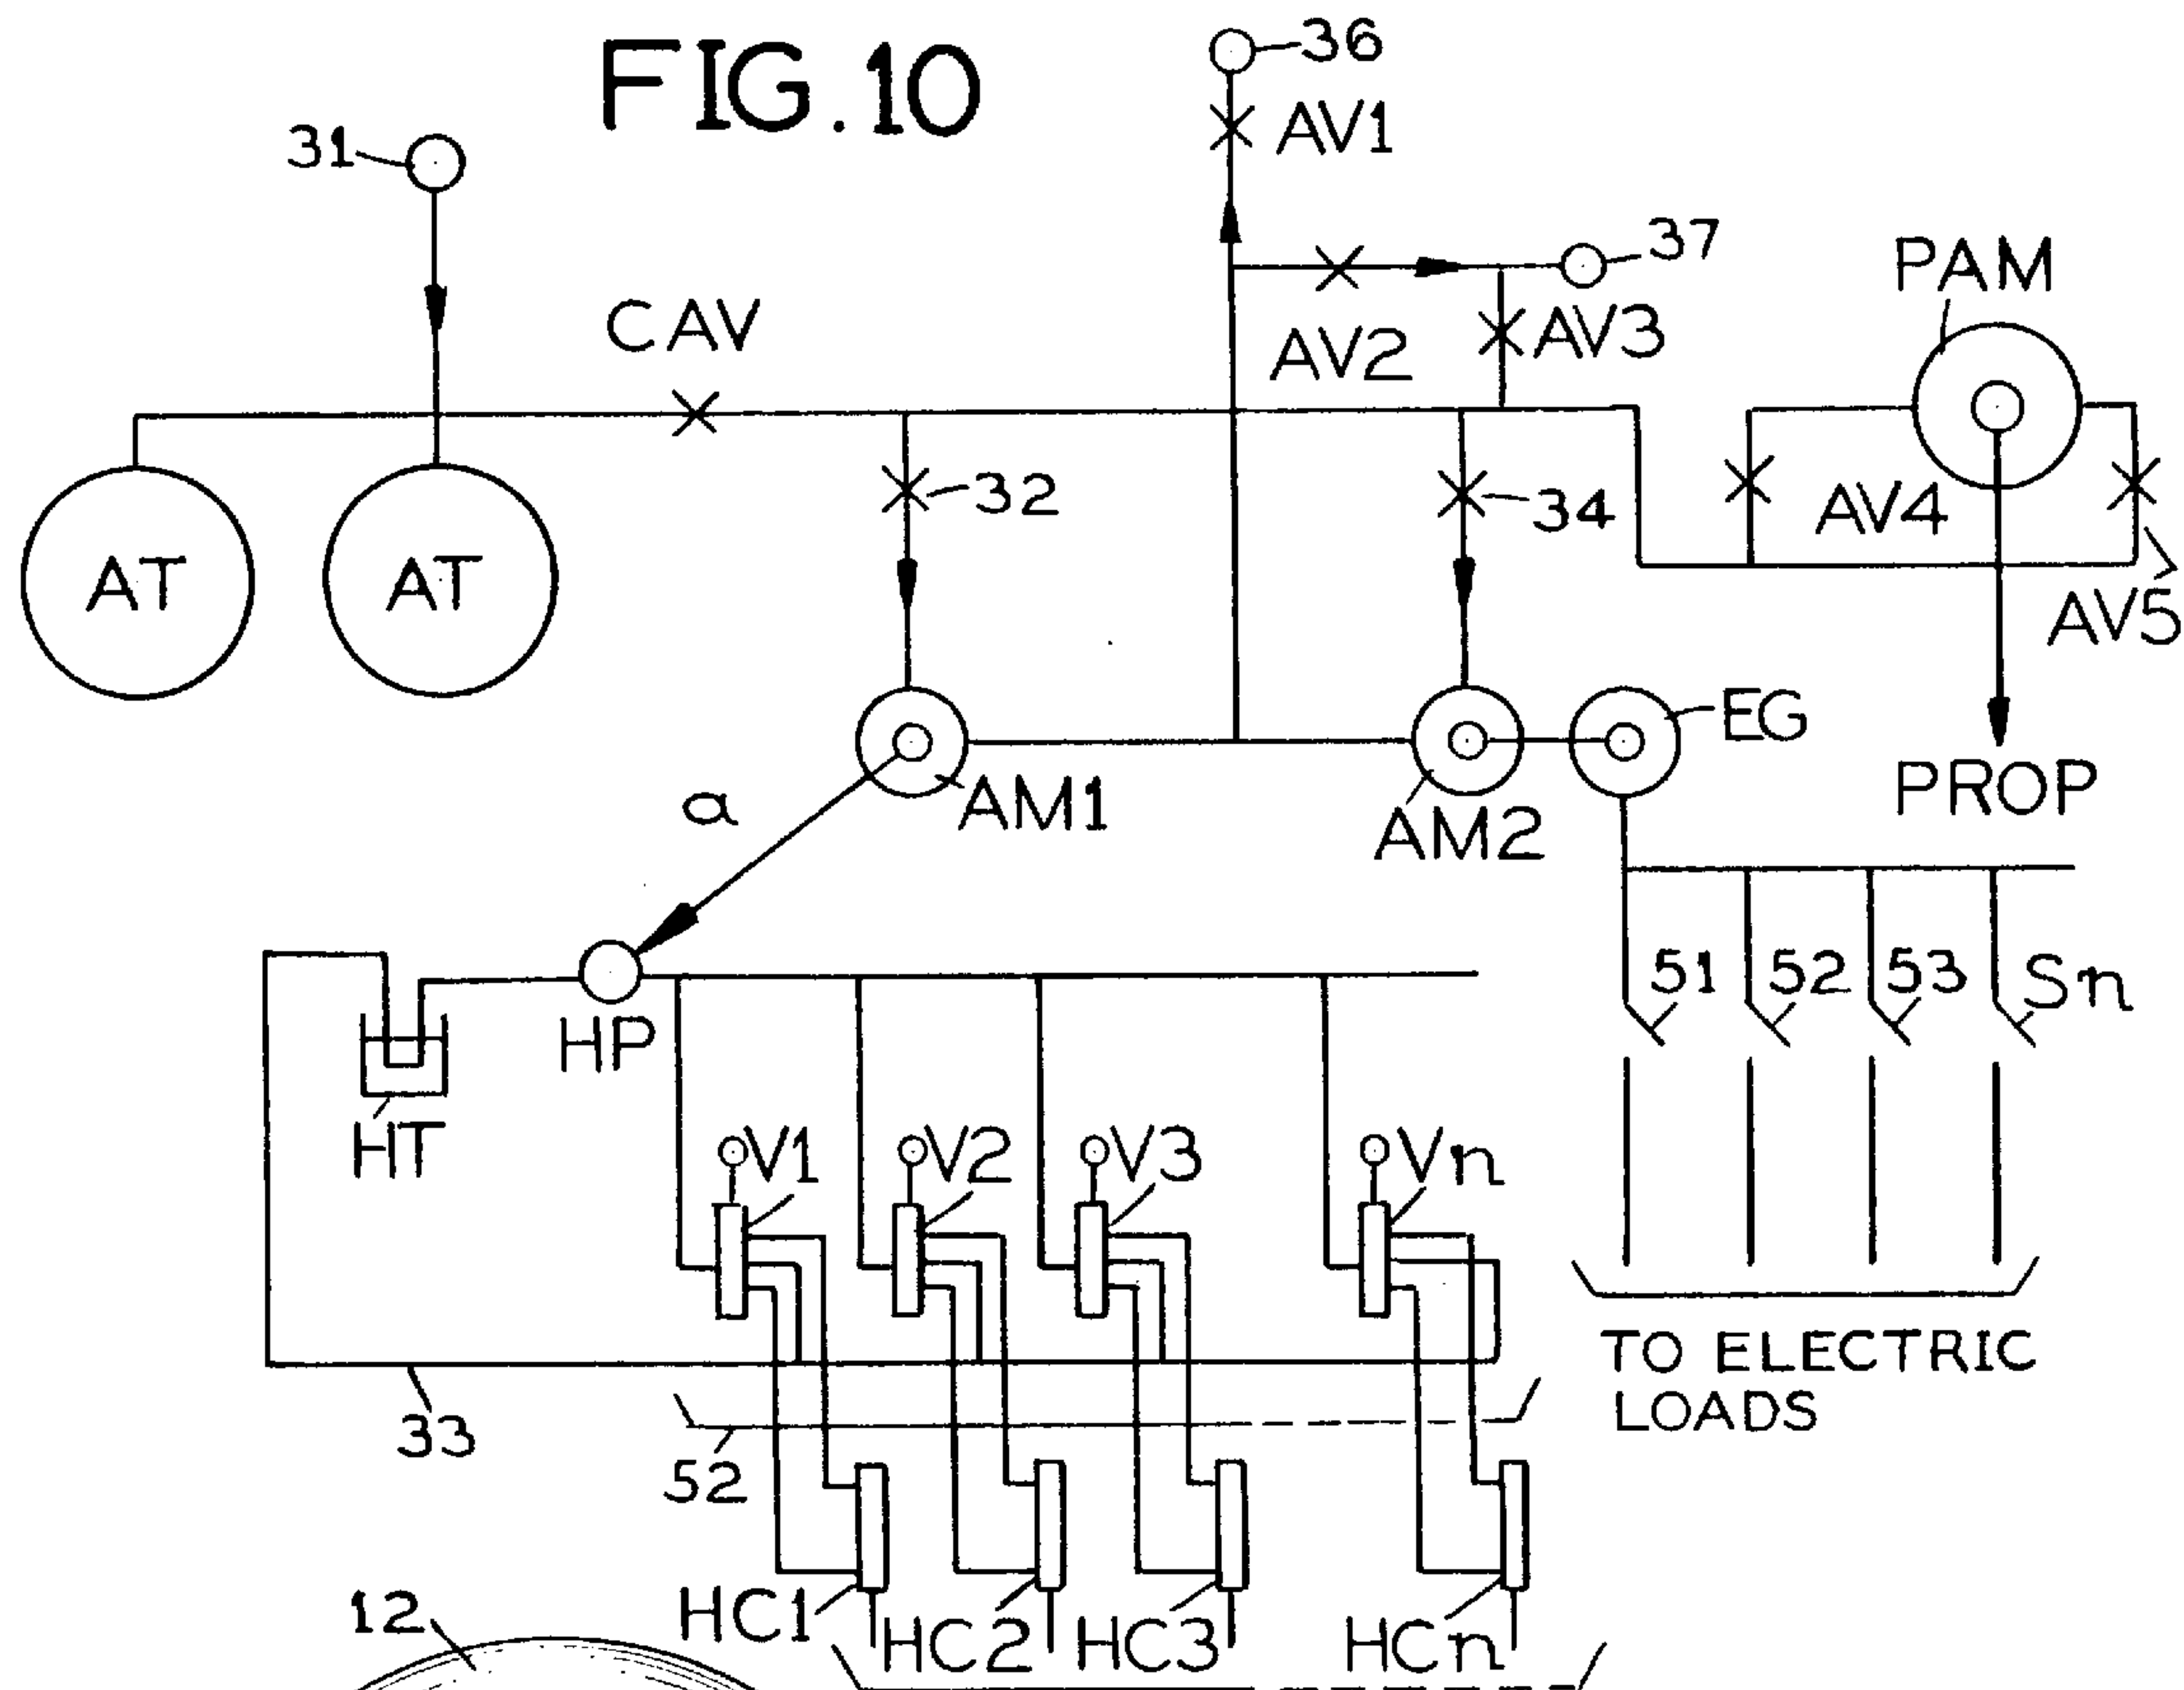 FIG. 10
36
31
AV1
37
PAM
CAV
AV2
AV3
32
34
AV4
AT
AT
AV5
EG
a
AM1
AM2
PROP
51
52
53
Sn
HP
HT
V1
V2
V3
Vn
TO ELECTRIC
LOADS
33
52
12
HC1
HC2
HC3
HCn